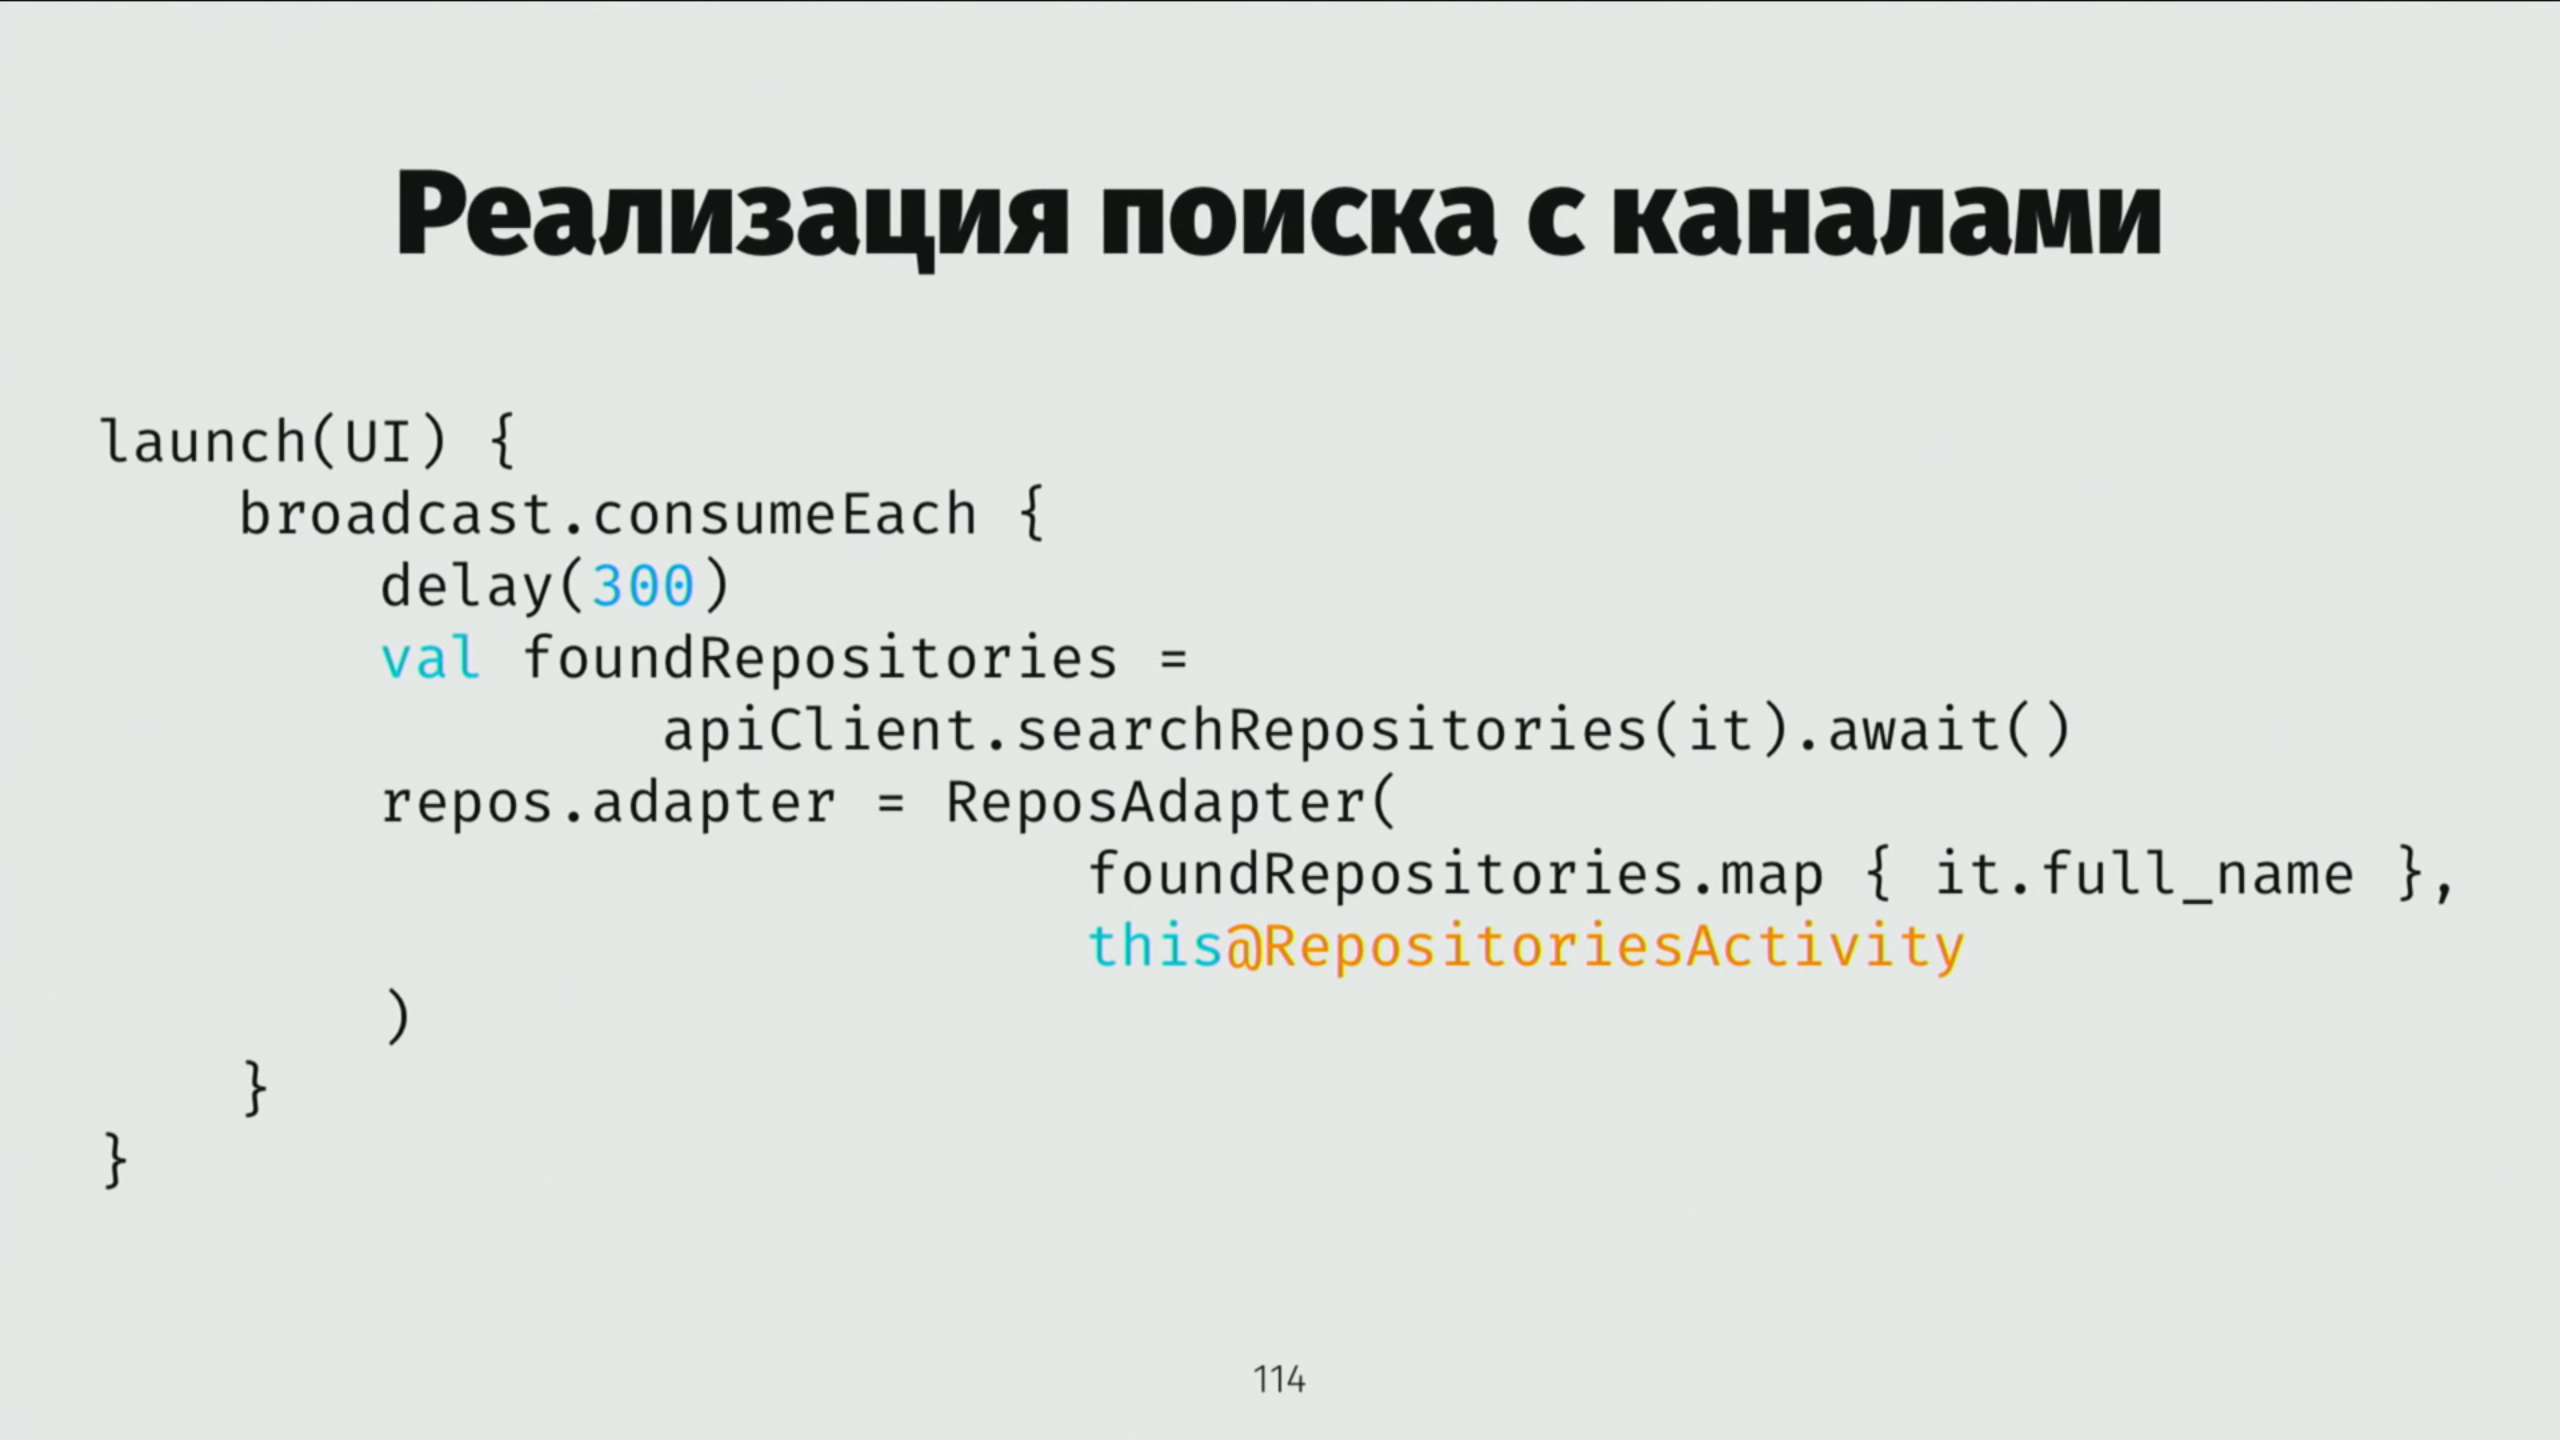 Реализация поиска с каналами
launch(UI) {
    broadcast.consumeEach {
        delay(300)
        val foundRepositories =
                apiClient.searchRepositories(it).await()
        repos.adapter = ReposAdapter(
                            foundRepositories.map { it.full_name },
                            this@RepositoriesActivity
        )
    }
}
114